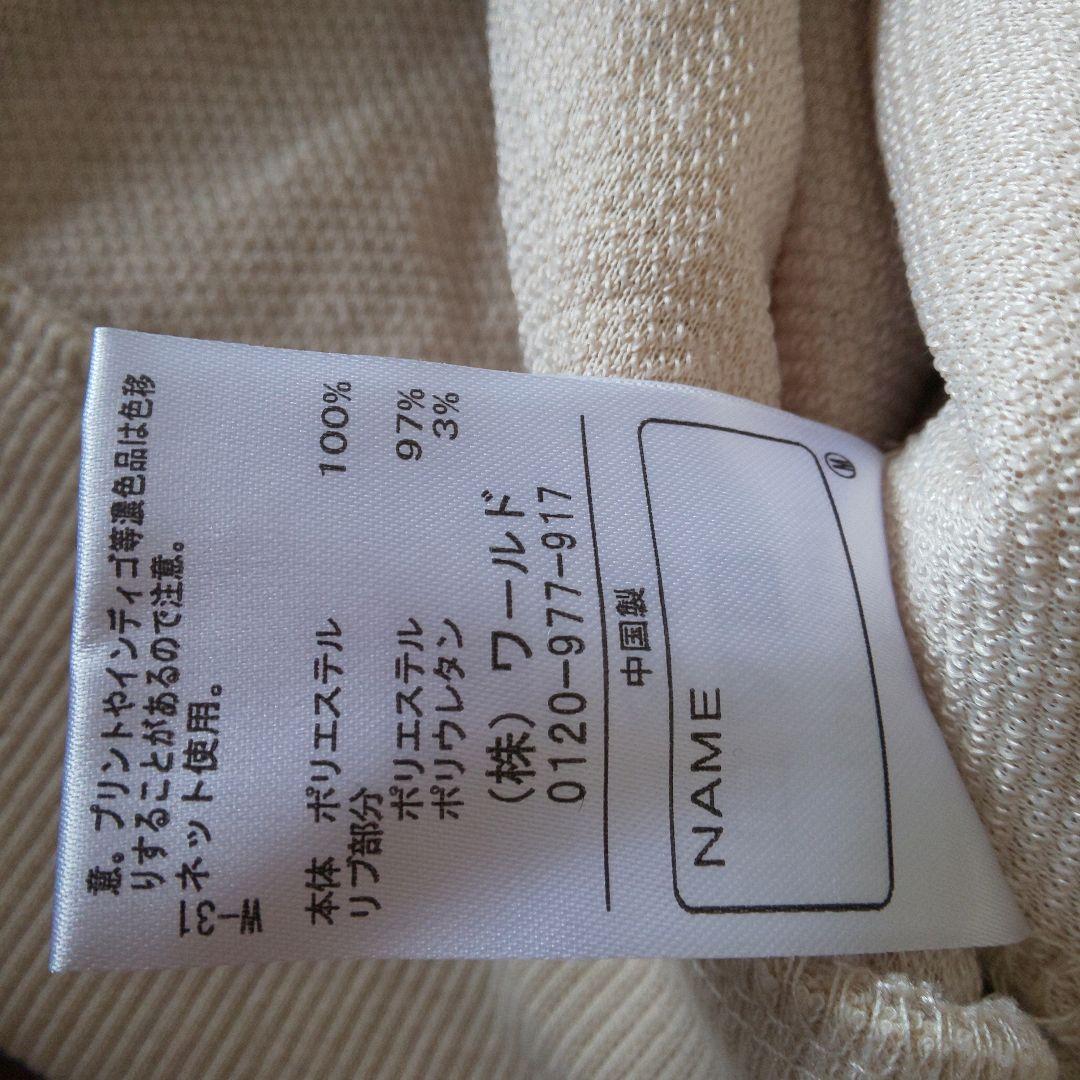 意。プリントやインディゴ等濃色品は色移
りすることがあるので注意。
ネット使用。
本体 ポリエステル 100%
リブ部分
ポリエステル 97%
ポリウレタン 3%
(株) ワールド
0120-977-917
中国製
NAME